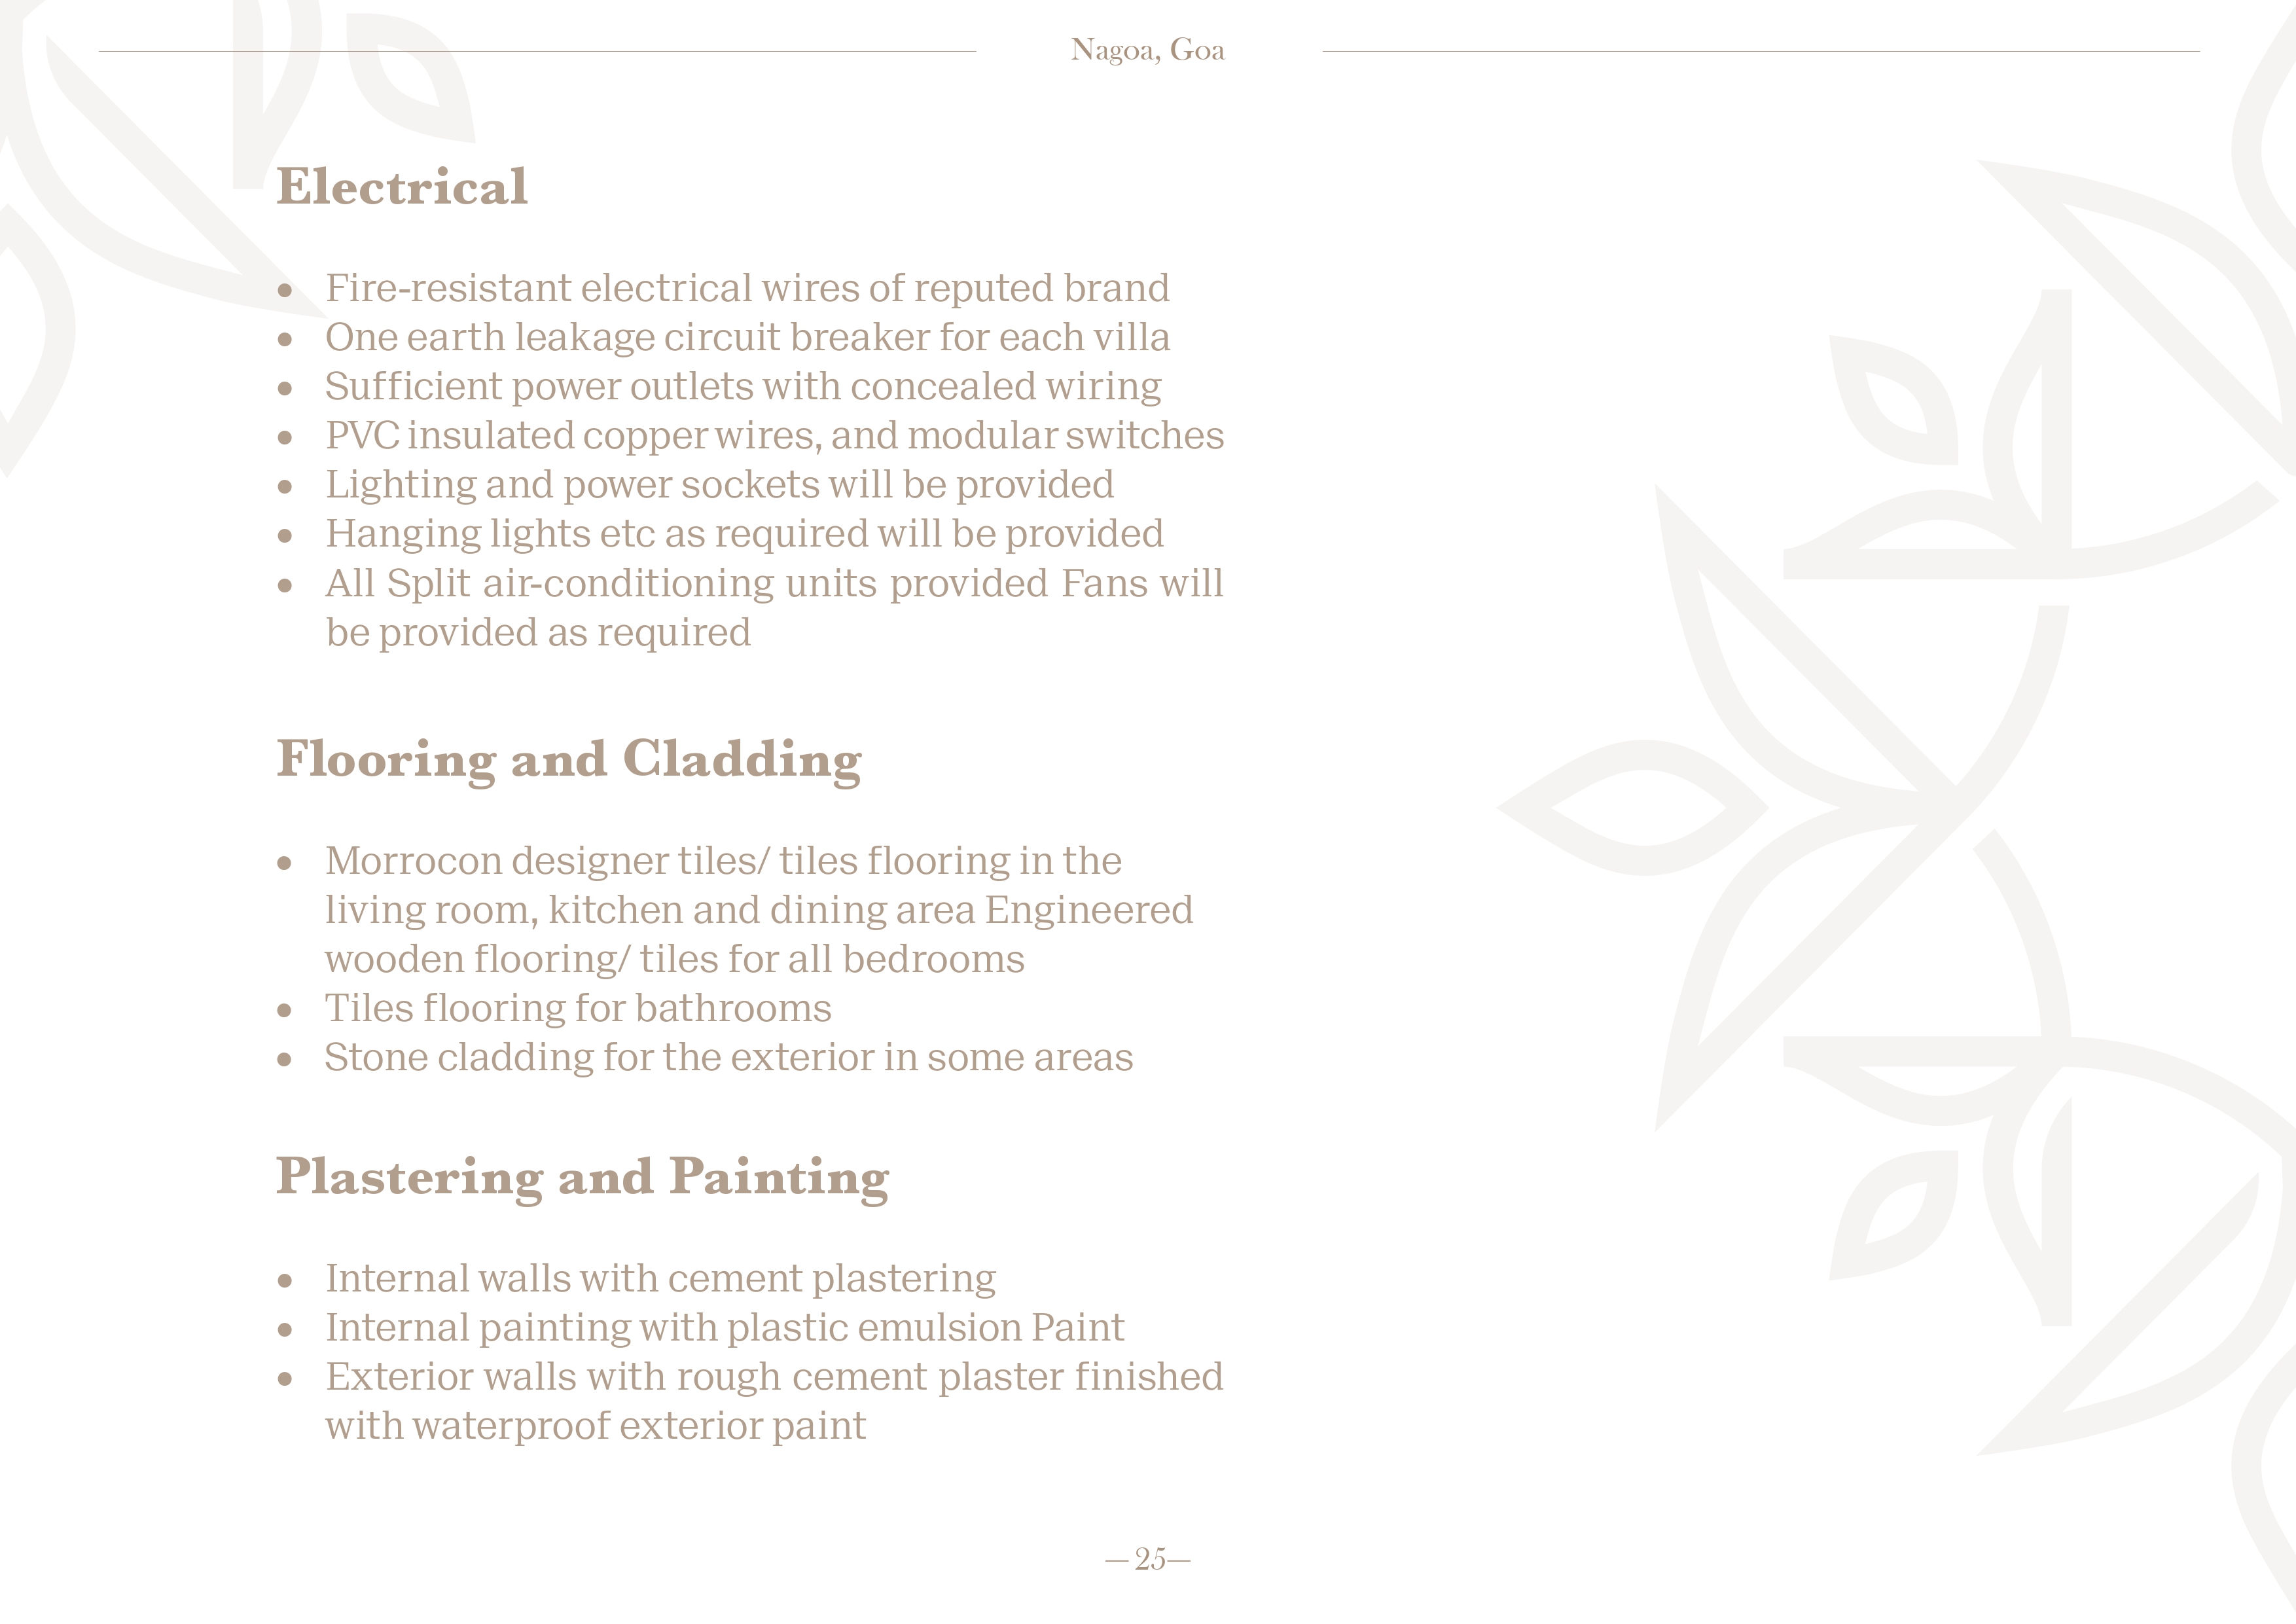 Nagoa, Goa
Electrical
• Fire-resistant electrical wires of reputed brand
• One earth leakage circuit breaker for each villa
• Sufficient power outlets with concealed wiring
• PVC insulated copper wires, and modular switches
• Lighting and power sockets will be provided
• Hanging lights etc as required will be provided
• All Split air-conditioning units provided Fans will
be provided as required
Flooring and Cladding
• Morrocon designer tiles/ tiles flooring in the
living room, kitchen and dining area Engineered
wooden flooring/ tiles for all bedrooms
• Tiles flooring for bathrooms
• Stone cladding for the exterior in some areas
Plastering and Painting
• Internal walls with cement plastering
• Internal painting with plastic emulsion Paint
• Exterior walls with rough cement plaster finished
with waterproof exterior paint
— 25—